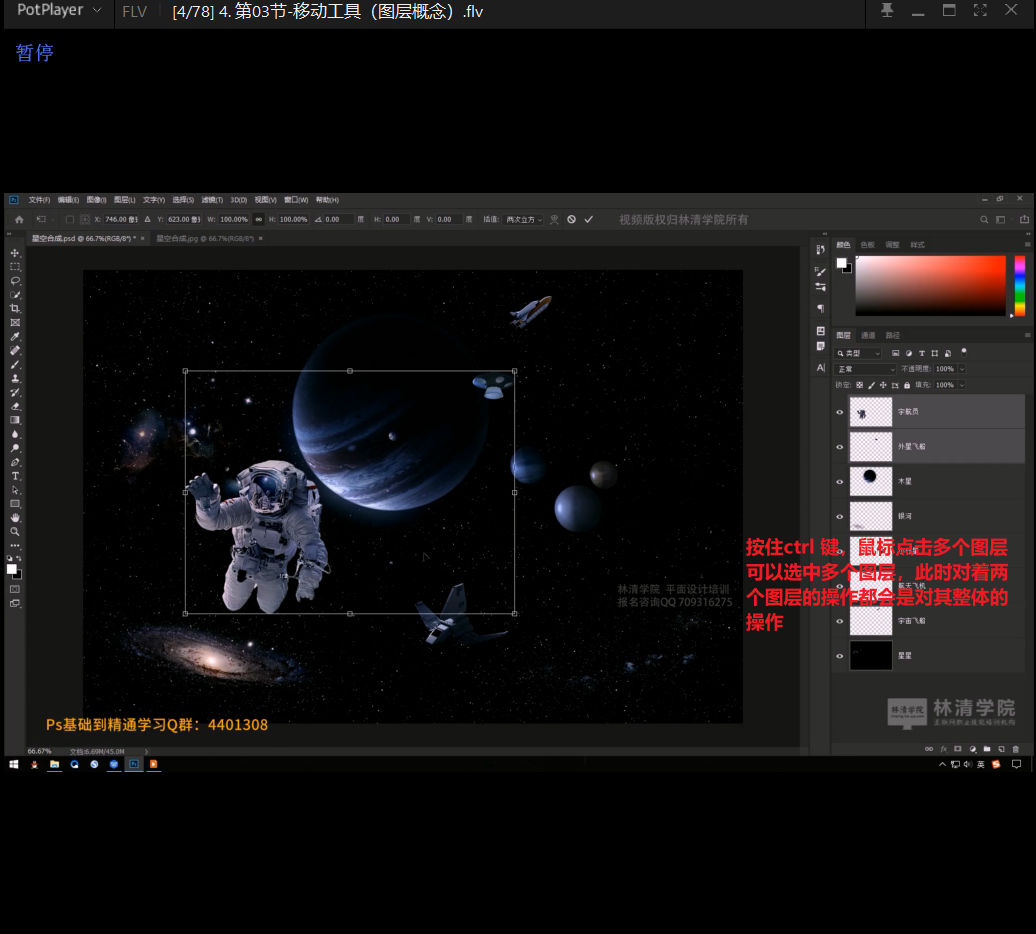 PotPlayer FLV [4/78] 4. 第03节-移动工具（图层概念）.flv
暂停
Ps 文件(F) 编辑(E) 图像(I) 图层(L) 文字(Y) 选择(S) 滤镜(T) 3D(D) 视图(V) 窗口(W) 帮助(H)
X: 746.00 像素 Y: 623.00 像素 W: 100.00% H: 100.00% 0.00 度 H: 0.00 度 V: 0.00 度 插值: 两次立方 视频版权归林清学院所有
星空合成.psd @ 66.7%(RGB/8*) * × 星空合成.jpg @ 66.7%(RGB/8*) ×
颜色 色板 调整 样式
图层 通道 路径
类型
正常 不透明度: 100%
锁定: 填充: 100%
宇航员
外星飞船
木星
银河
按住ctrl 键，鼠标点击多个图层
可以选中多个图层，此时对着两
个图层的操作都会是对其整体的
操作
航天飞机
宇宙飞船
星星
林清学院 平面设计培训
报名咨询QQ 709316275
林清学院
林清学院
Ps基础到精通学习Q群：4401308
66.67% 文档:6.69M/45.0M
英